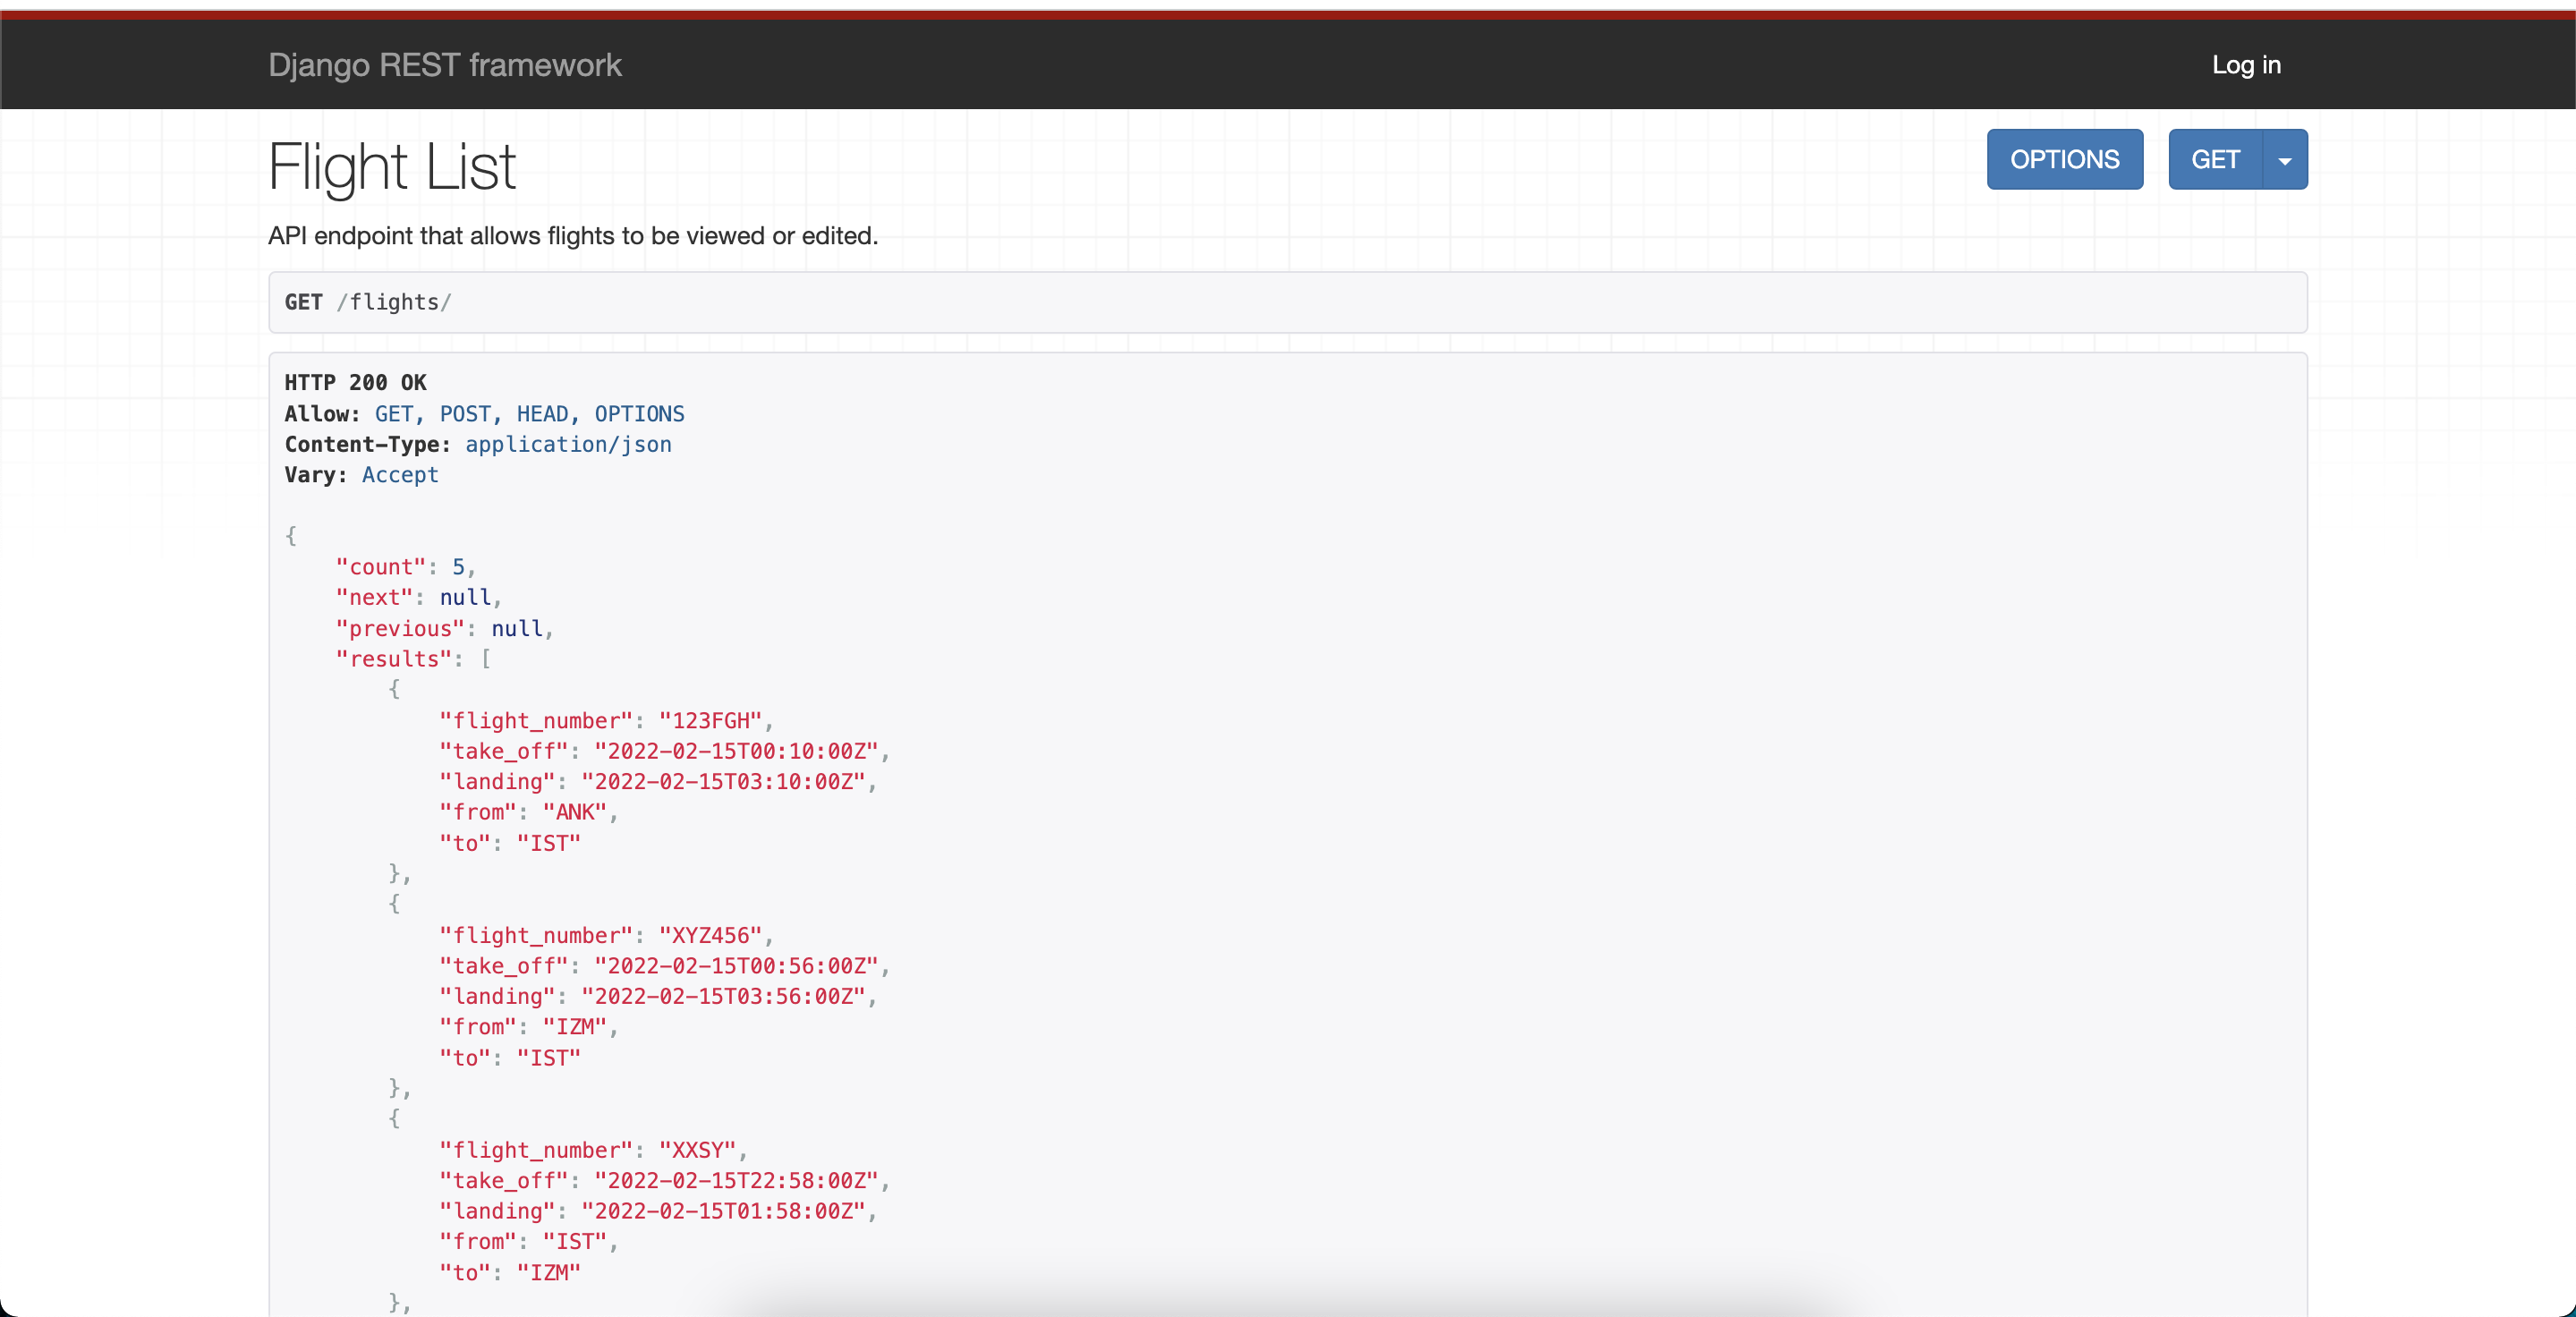 Django REST framework
Log in
Flight List
OPTIONS
GET
API endpoint that allows flights to be viewed or edited.
GET /flights/
HTTP 200 OK
Allow: GET, POST, HEAD, OPTIONS
Content-Type: application/json
Vary: Accept
{
    "count": 5,
    "next": null,
    "previous": null,
    "results": [
        {
            "flight_number": "123FGH",
            "take_off": "2022-02-15T00:10:00Z",
            "landing": "2022-02-15T03:10:00Z",
            "from": "ANK",
            "to": "IST"
        },
        {
            "flight_number": "XYZ456",
            "take_off": "2022-02-15T00:56:00Z",
            "landing": "2022-02-15T03:56:00Z",
            "from": "IZM",
            "to": "IST"
        },
        {
            "flight_number": "XXSY",
            "take_off": "2022-02-15T22:58:00Z",
            "landing": "2022-02-15T01:58:00Z",
            "from": "IST",
            "to": "IZM"
        },